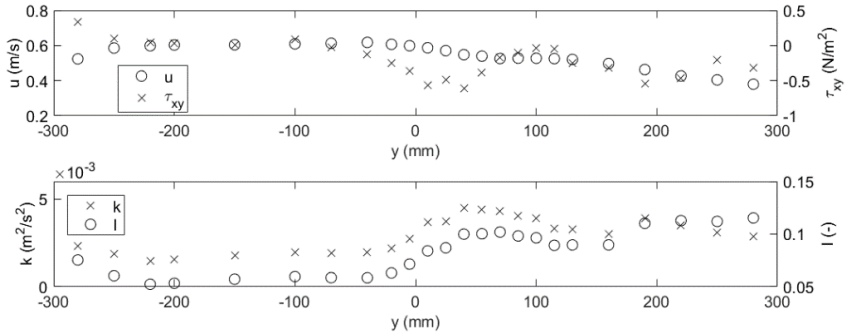 0.8
0.6
0.4
0.2
u (m/s)
u
τxy
0.5
0
-0.5
-1
τxy (N/m²)
-300
-200
-100
0
100
200
300
y (mm)
×10⁻³
5
0
k (m²/s²)
k
I
0.15
0.1
0.05
I (-)
-300
-200
-100
0
100
200
300
y (mm)